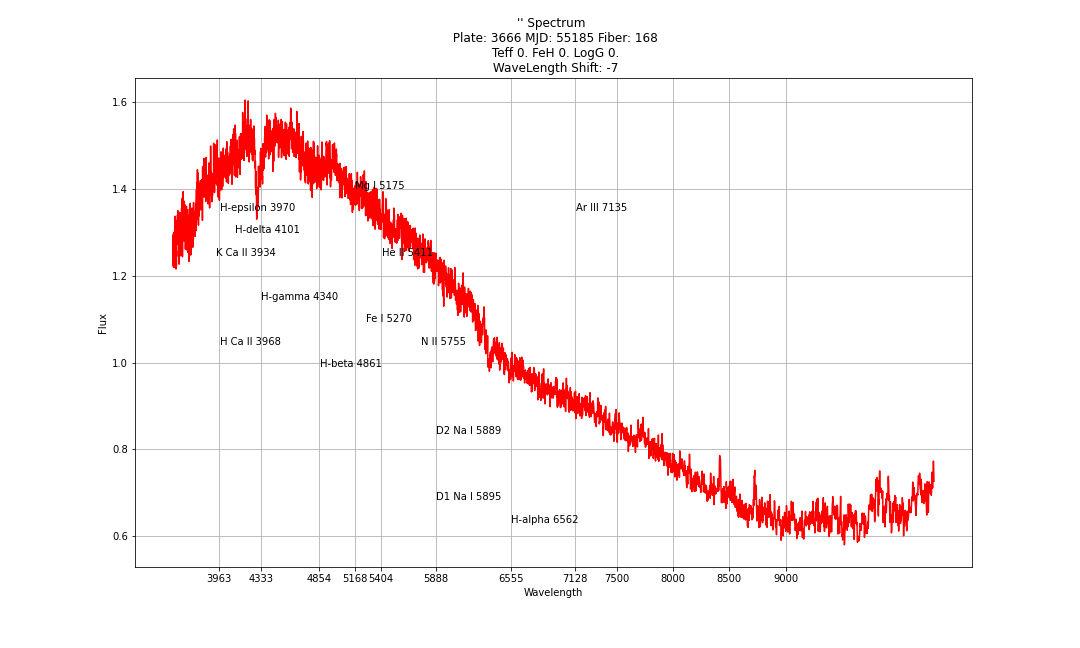 '' Spectrum
Plate: 3666 MJD: 55185 Fiber: 168
Teff 0. FeH 0. LogG 0.
WaveLength Shift: -7
1.6
1.4
1.2
1.0
0.8
0.6
Flux
Mg I 5175
H-epsilon 3970
Ar III 7135
H-delta 4101
K Ca II 3934
He II 5411
H-gamma 4340
Fe I 5270
H Ca II 3968
N II 5755
H-beta 4861
D2 Na I 5889
D1 Na I 5895
H-alpha 6562
3963 4333 4854 5168 5404 5888 6555 7128 7500 8000 8500 9000
Wavelength